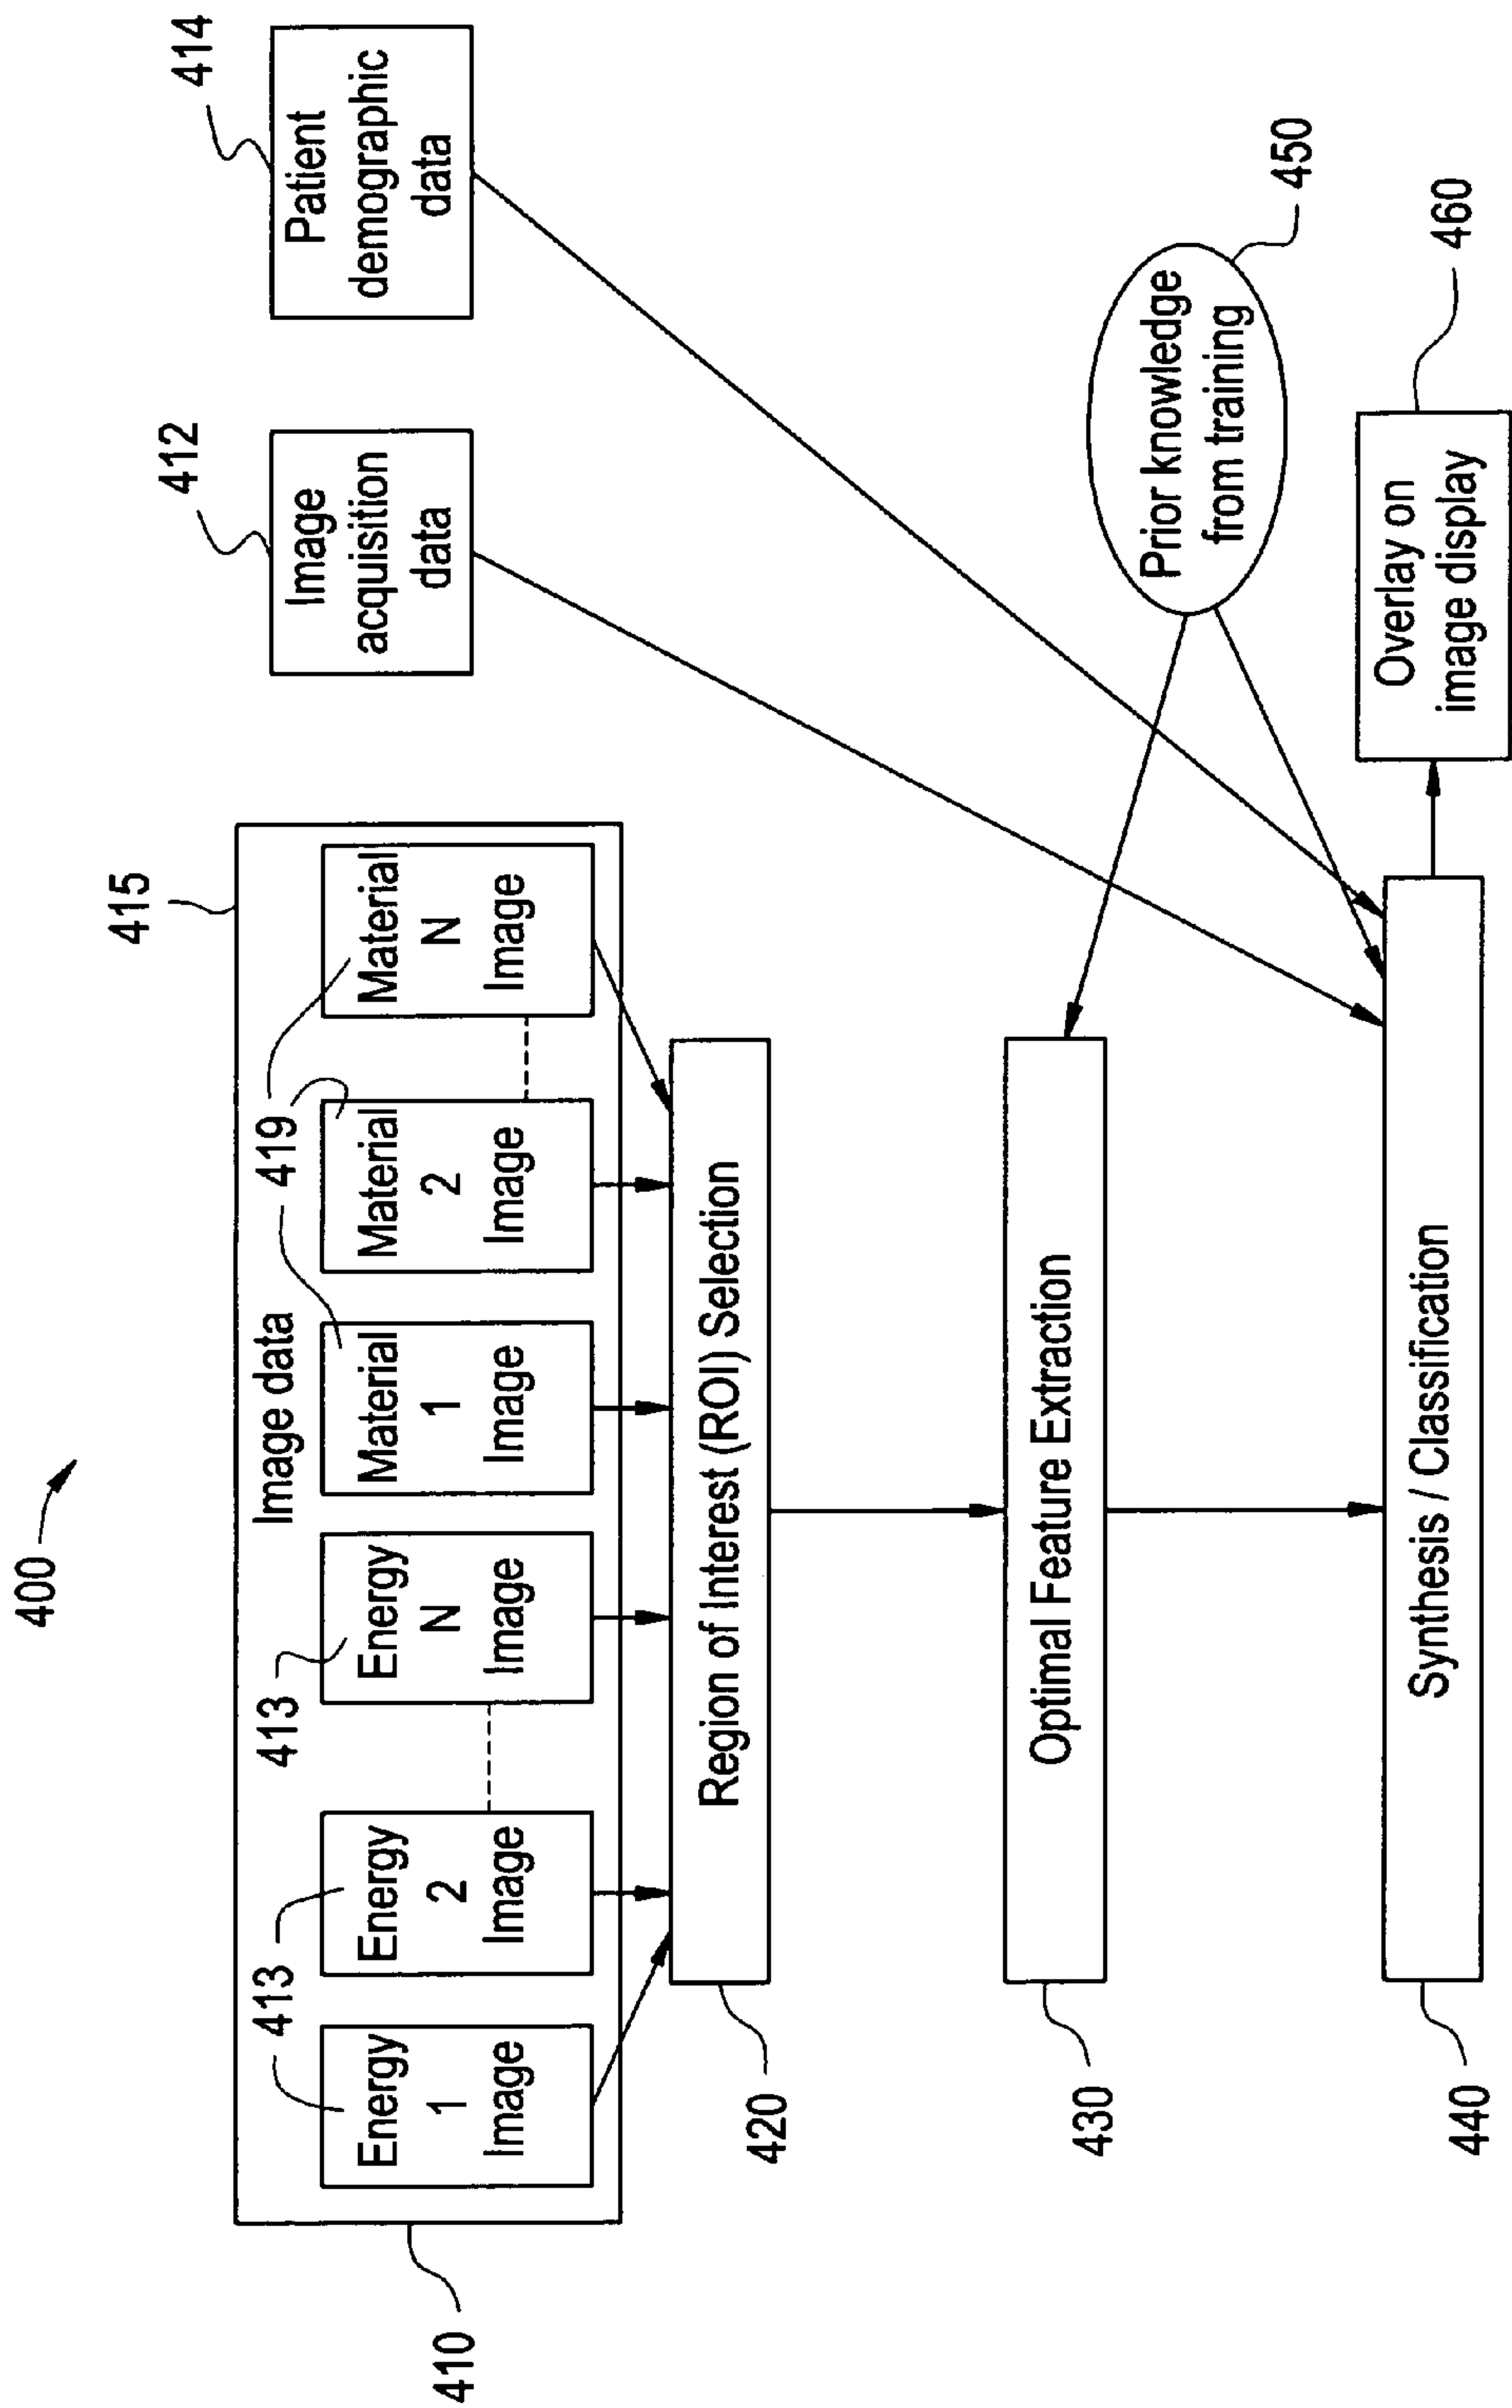 400
415
412
414
410
Image data
413
413
419
Energy
1
Image
Energy
2
Image
Energy
N
Image
Material
1
Image
Material
2
Image
Material
N
Image
Image
acquisition
data
Patient
demographic
data
420
Region of Interest (ROI) Selection
430
Optimal Feature Extraction
Prior knowledge
from training
450
440
Synthesis / Classification
Overlay on
image display
460